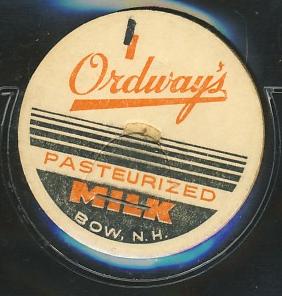 Ordway's
PASTEURIZED
MILK
BOW, N.H.